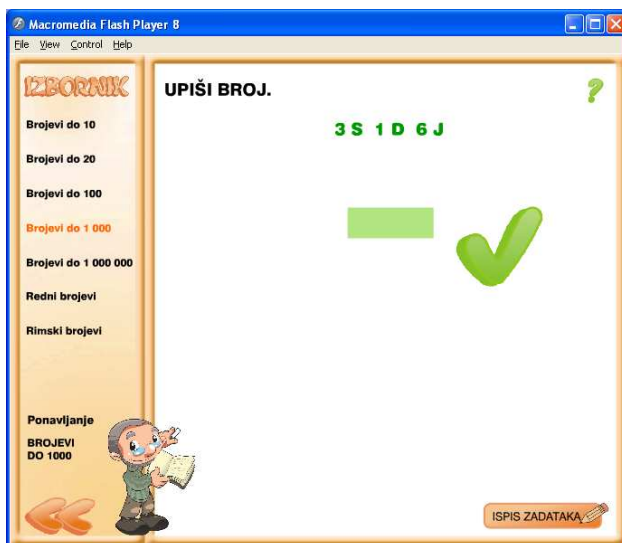 Macromedia Flash Player 8
File View Control Help
IZBORNIK
Brojevi do 10
Brojevi do 20
Brojevi do 100
Brojevi do 1 000
Brojevi do 1 000 000
Redni brojevi
Rimski brojevi
Ponavljanje
BROJEVI
DO 1000
UPIŠI BROJ.
?
3 S 1 D 6 J
ISPIS ZADATAKA